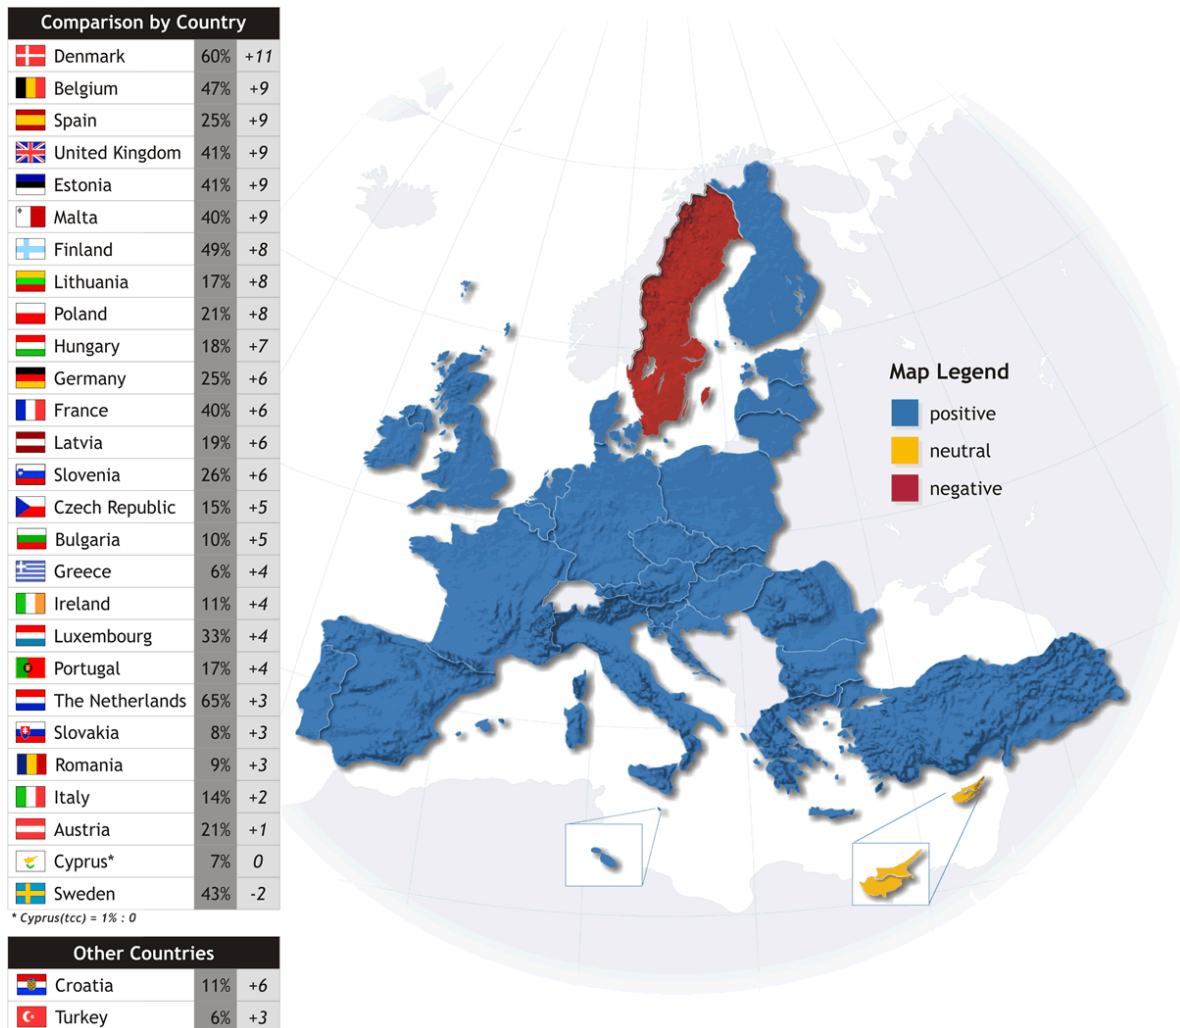 Comparison by Country
Denmark 60% +11
Belgium 47% +9
Spain 25% +9
United Kingdom 41% +9
Estonia 41% +9
Malta 40% +9
Finland 49% +8
Lithuania 17% +8
Poland 21% +8
Hungary 18% +7
Germany 25% +6
France 40% +6
Latvia 19% +6
Slovenia 26% +6
Czech Republic 15% +5
Bulgaria 10% +5
Greece 6% +4
Ireland 11% +4
Luxembourg 33% +4
Portugal 17% +4
The Netherlands 65% +3
Slovakia 8% +3
Romania 9% +3
Italy 14% +2
Austria 21% +1
Cyprus* 7% 0
Sweden 43% -2
* Cyprus(tcc) = 1% : 0
Other Countries
Croatia 11% +6
Turkey 6% +3
Map Legend
positive
neutral
negative